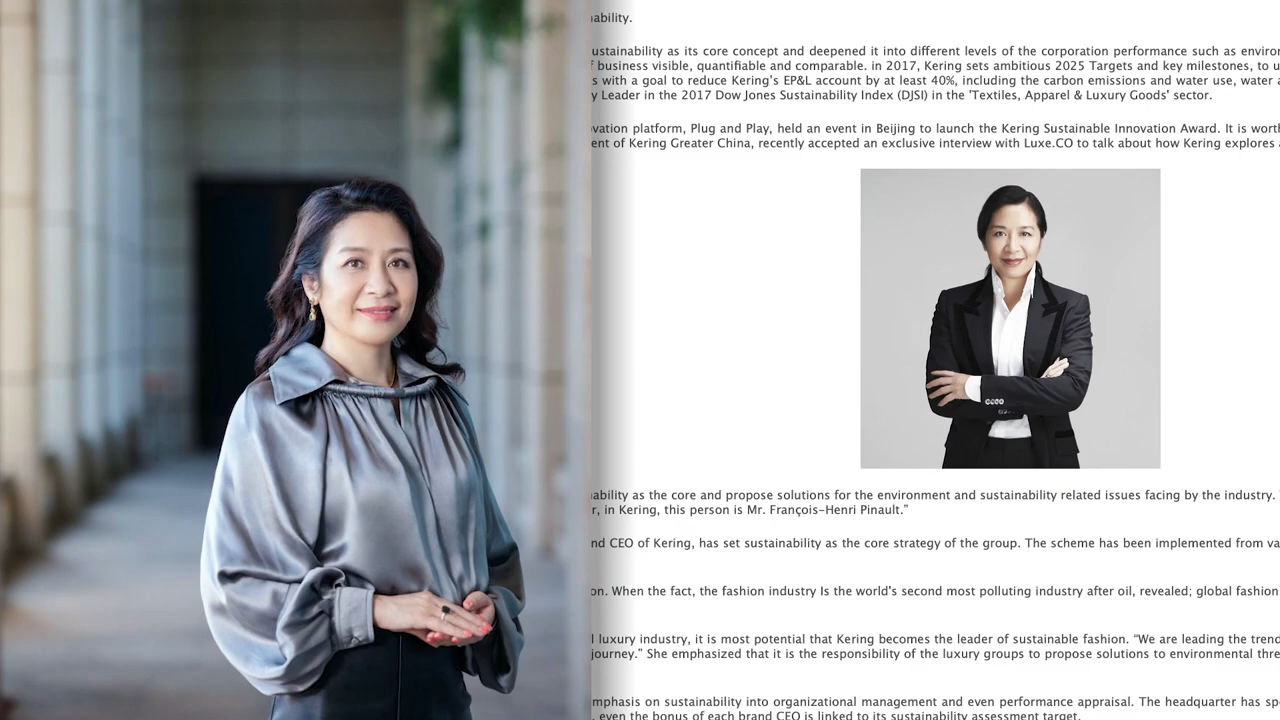 nability.
ustainability as its core concept and deepened it into different levels of the corporation performance such as environ
f business visible, quantifiable and comparable. in 2017, Kering sets ambitious 2025 Targets and key milestones, to u
s with a goal to reduce Kering's EP&L account by at least 40%, including the carbon emissions and water use, water a
y Leader in the 2017 Dow Jones Sustainability Index (DJSI) in the 'Textiles, Apparel & Luxury Goods' sector.
ovation platform, Plug and Play, held an event in Beijing to launch the Kering Sustainable Innovation Award. It is worth
ent of Kering Greater China, recently accepted an exclusive interview with Luxe.CO to talk about how Kering explores a
nability as the core and propose solutions for the environment and sustainability related issues facing by the industry.
r, in Kering, this person is Mr. François-Henri Pinault.”
nd CEO of Kering, has set sustainability as the core strategy of the group. The scheme has been implemented from va
on. When the fact, the fashion industry Is the world's second most polluting industry after oil, revealed; global fashion
l luxury industry, it is most potential that Kering becomes the leader of sustainable fashion. “We are leading the trend
journey.” She emphasized that it is the responsibility of the luxury groups to propose solutions to environmental thre
mphasis on sustainability into organizational management and even performance appraisal. The headquarter has sp
, even the bonus of each brand CEO is linked to its sustainability assessment target.